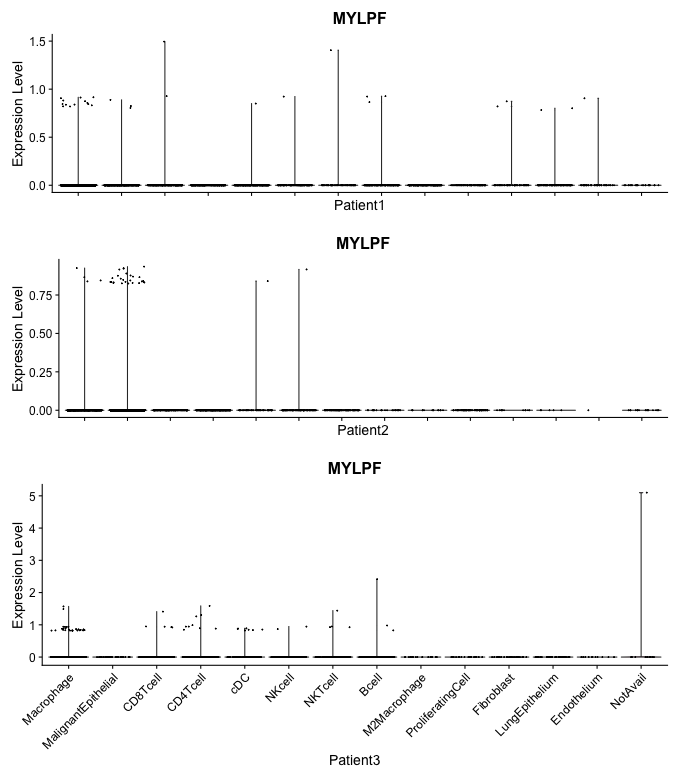 MYLPF
Expression Level
1.5
1.0
0.5
0.0
Patient1
MYLPF
Expression Level
0.75
0.50
0.25
0.00
Patient2
MYLPF
Expression Level
5
4
3
2
1
0
Macrophage
MalignantEpithelial
CD8Tcell
CD4Tcell
cDC
NKcell
NKTcell
Bcell
M2Macrophage
ProliferatingCell
Fibroblast
LungEpithelium
Endothelium
NotAvail
Patient3